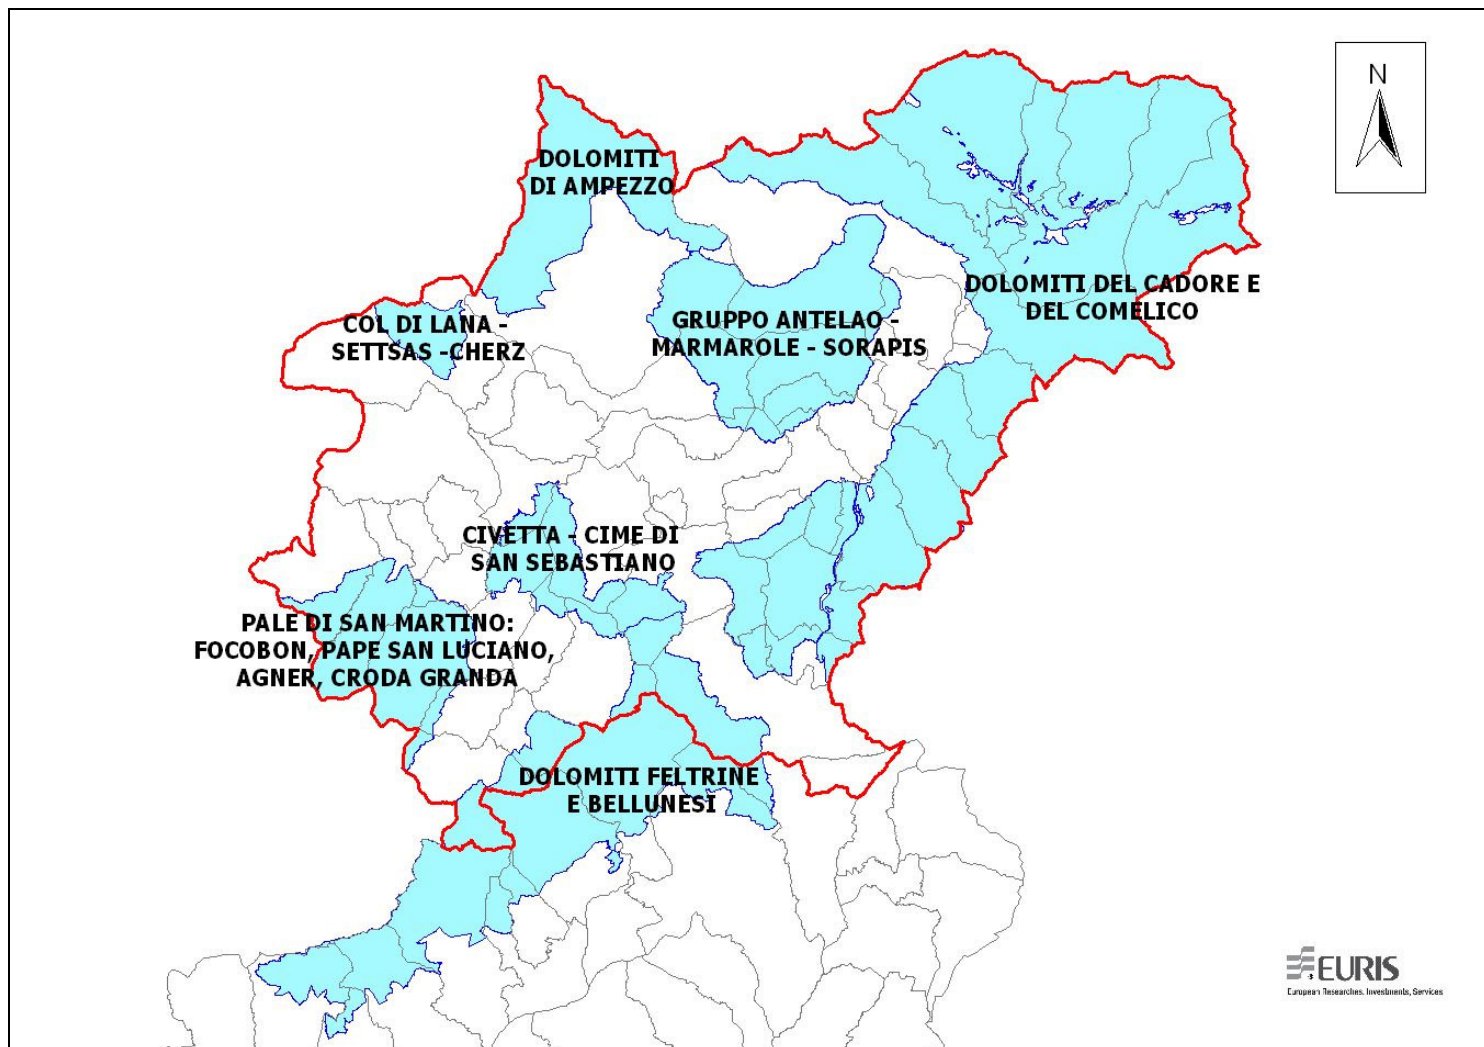 N
DOLOMITI
DI AMPEZZO
DOLOMITI DEL CADORE E
DEL COMELICO
COL DI LANA -
SETTSAS -CHERZ
GRUPPO ANTELAO -
MARMAROLE - SORAPIS
CIVETTA - CIME DI
SAN SEBASTIANO
PALE DI SAN MARTINO:
FOCOBON, PAPE SAN LUCIANO,
AGNER, CRODA GRANDA
DOLOMITI FELTRINE
E BELLUNESI
EURIS
European Researches, Investments, Services